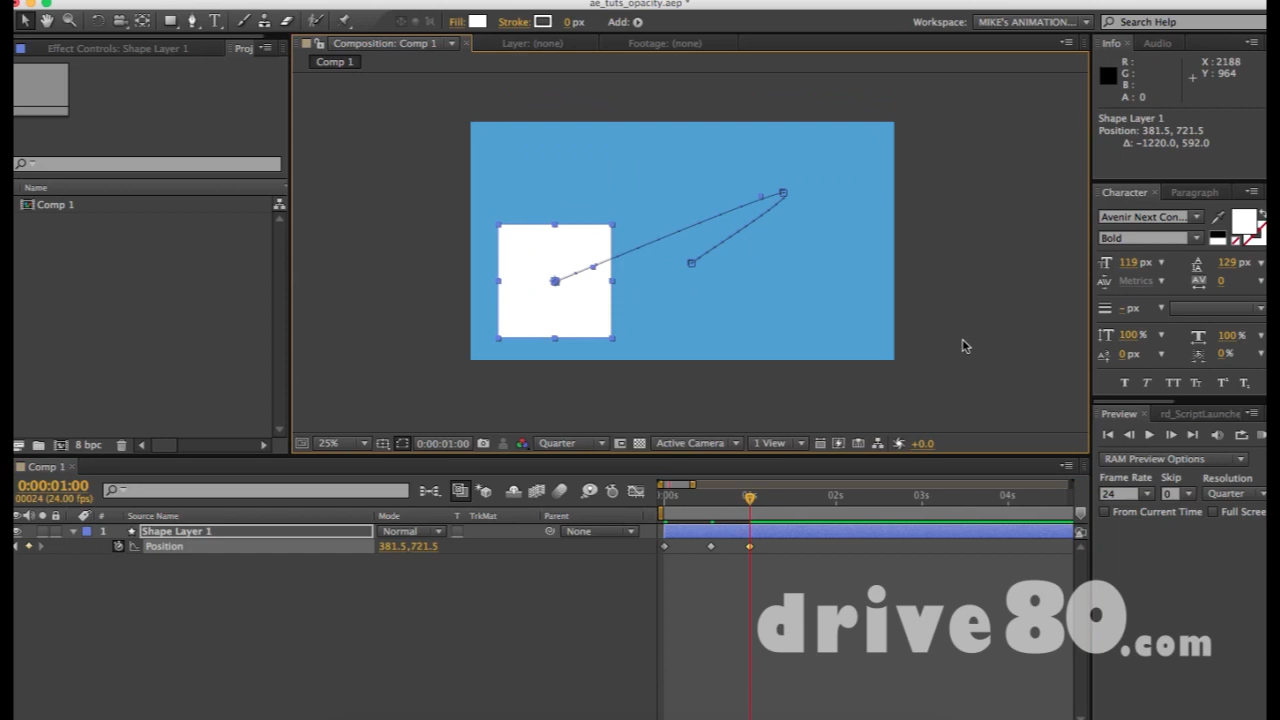 ae_tuts_opacity.aep *
Fill: Stroke: 0 px Add:
Workspace: MIKE'S ANIMATION... Search Help
Effect Controls: Shape Layer 1 Proj
Composition: Comp 1 Layer: (none) Footage: (none)
Info Audio
Comp 1
R :
G :
B :
A : 0
X : 2188
Y : 964
Shape Layer 1
Position: 381.5, 721.5
Δ: -1220.0, 592.0
Name
Comp 1
Character Paragraph
Avenir Next Con...
Bold
119 px 129 px
Metrics 0
- px
100 % 100 %
0 px 0 %
T T TT Tt
Preview rd_ScriptLaunche
8 bpc
25% 0:00:01:00 Quarter Active Camera 1 View +0.0
RAM Preview Options
Frame Rate Skip Resolution
24 0 Quarter
From Current Time Full Scree
Comp 1
0:00:01:00
00024 (24.00 fps)
:00s 02s 03s 04s
# Source Name Mode T TrkMat Parent
1 Shape Layer 1 Normal None
Position 381.5,721.5
drive80.com